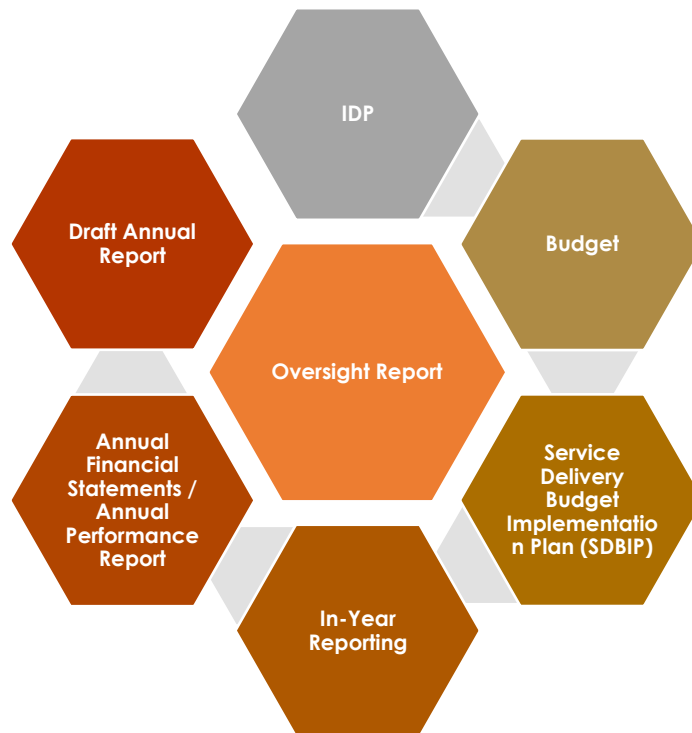 IDP
Budget
Service
Delivery
Budget
Implementatio
n Plan (SDBIP)
In-Year
Reporting
Annual
Financial
Statements /
Annual
Performance
Report
Draft Annual
Report
Oversight Report